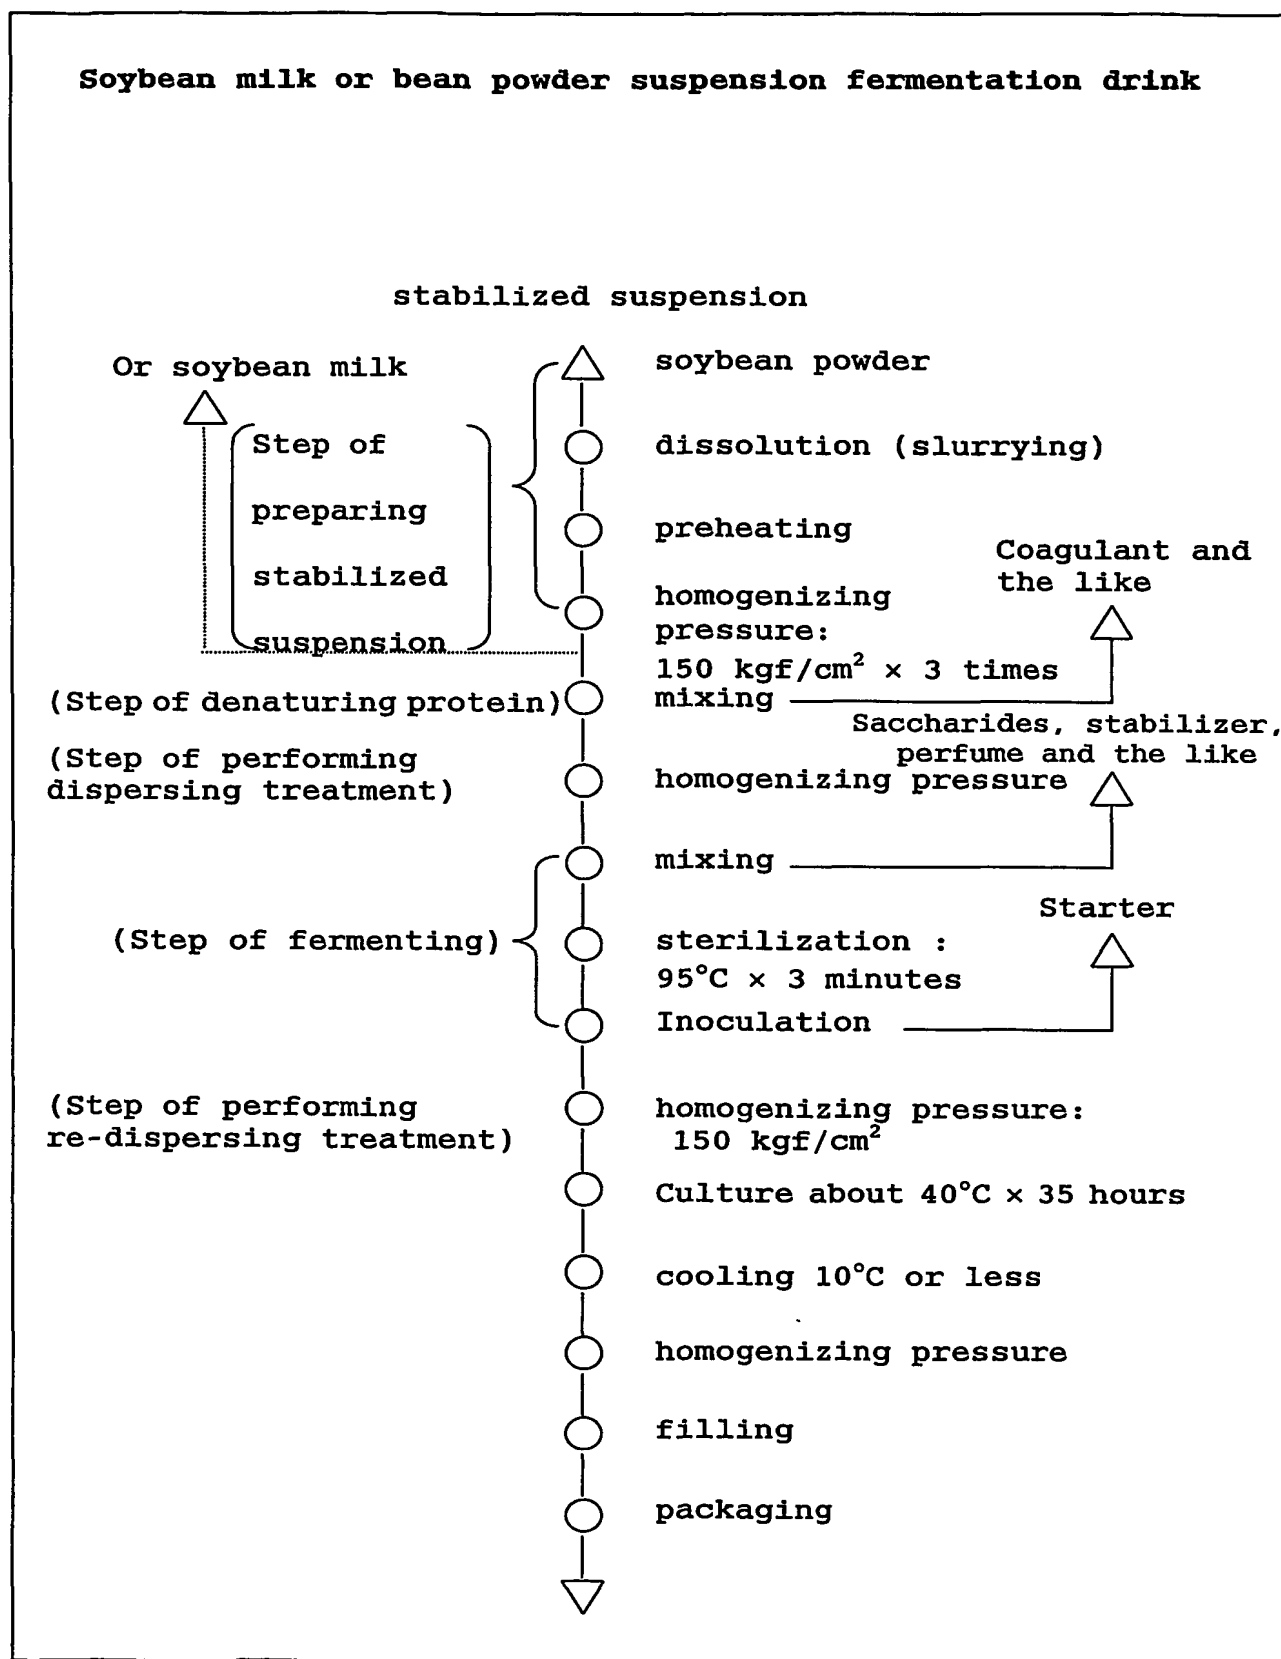 Soybean milk or bean powder suspension fermentation drink
stabilized suspension
Or soybean milk
soybean powder
Step of
preparing
stabilized
suspension
dissolution (slurrying)
preheating
Coagulant and
the like
homogenizing
pressure:
150 kgf/cm² × 3 times
(Step of denaturing protein)
mixing
Saccharides, stabilizer,
perfume and the like
(Step of performing
dispersing treatment)
homogenizing pressure
mixing
Starter
(Step of fermenting)
sterilization :
95°C × 3 minutes
Inoculation
(Step of performing
re-dispersing treatment)
homogenizing pressure:
150 kgf/cm²
Culture about 40°C × 35 hours
cooling 10°C or less
homogenizing pressure
filling
packaging